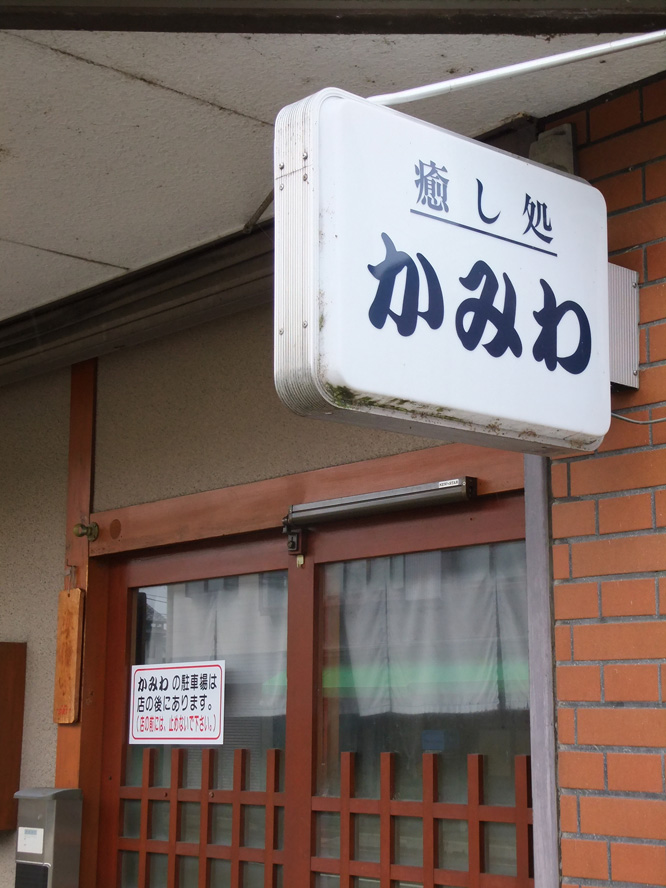 癒し処
かみわ
かみわの駐車場は
店の後にあります。
(店の前には、止めないで下さい。)